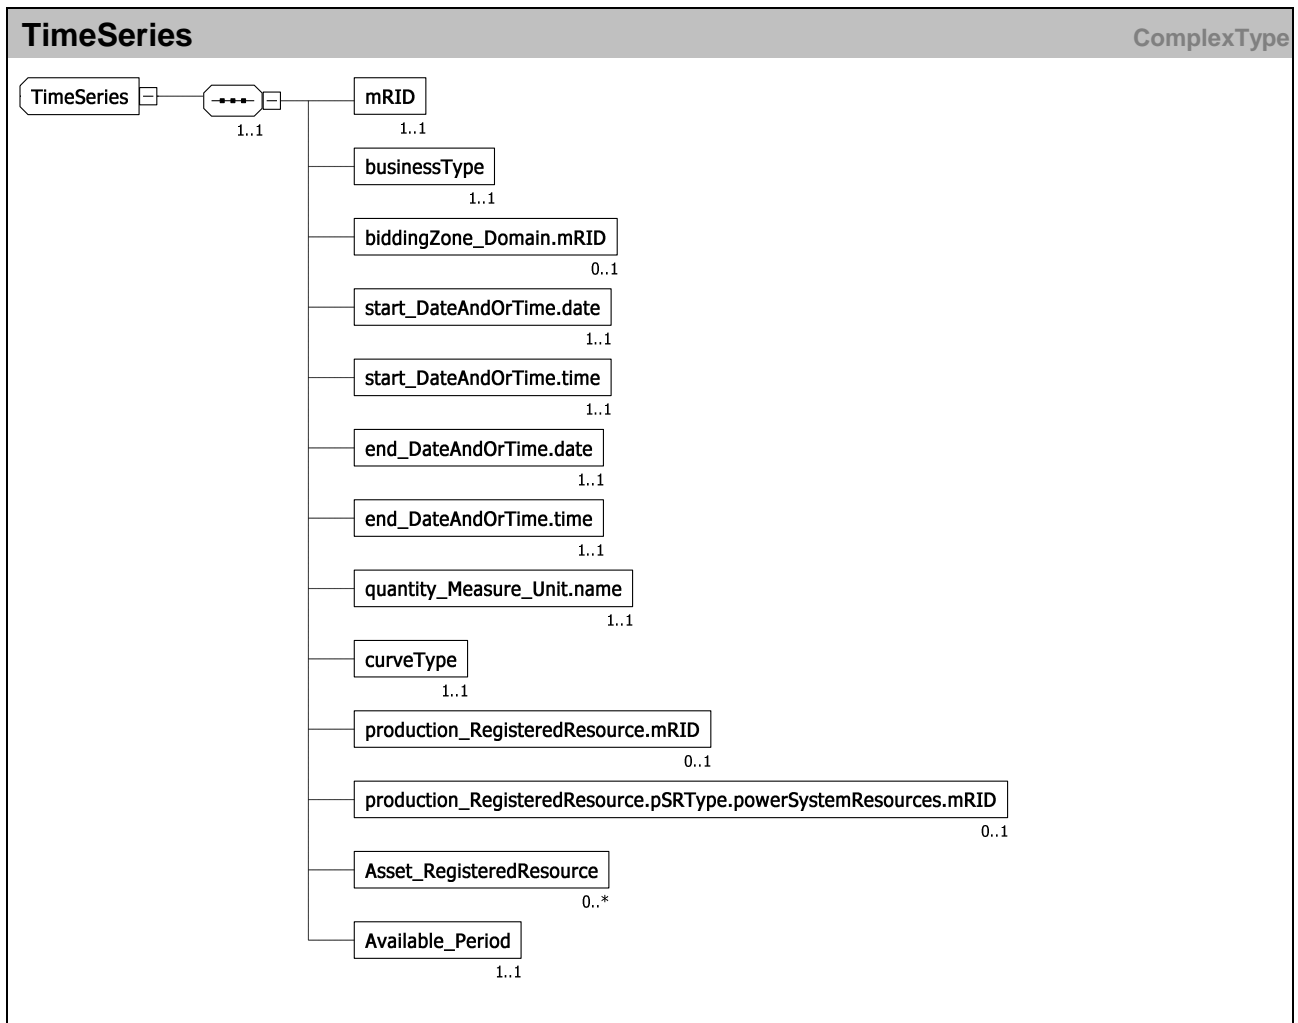 TimeSeries
ComplexType
TimeSeries
1..1
mRID
1..1
businessType
1..1
biddingZone_Domain.mRID
0..1
start_DateAndOrTime.date
1..1
start_DateAndOrTime.time
1..1
end_DateAndOrTime.date
1..1
end_DateAndOrTime.time
1..1
quantity_Measure_Unit.name
1..1
curveType
1..1
production_RegisteredResource.mRID
0..1
production_RegisteredResource.pSRType.powerSystemResources.mRID
0..1
Asset_RegisteredResource
0..*
Available_Period
1..1